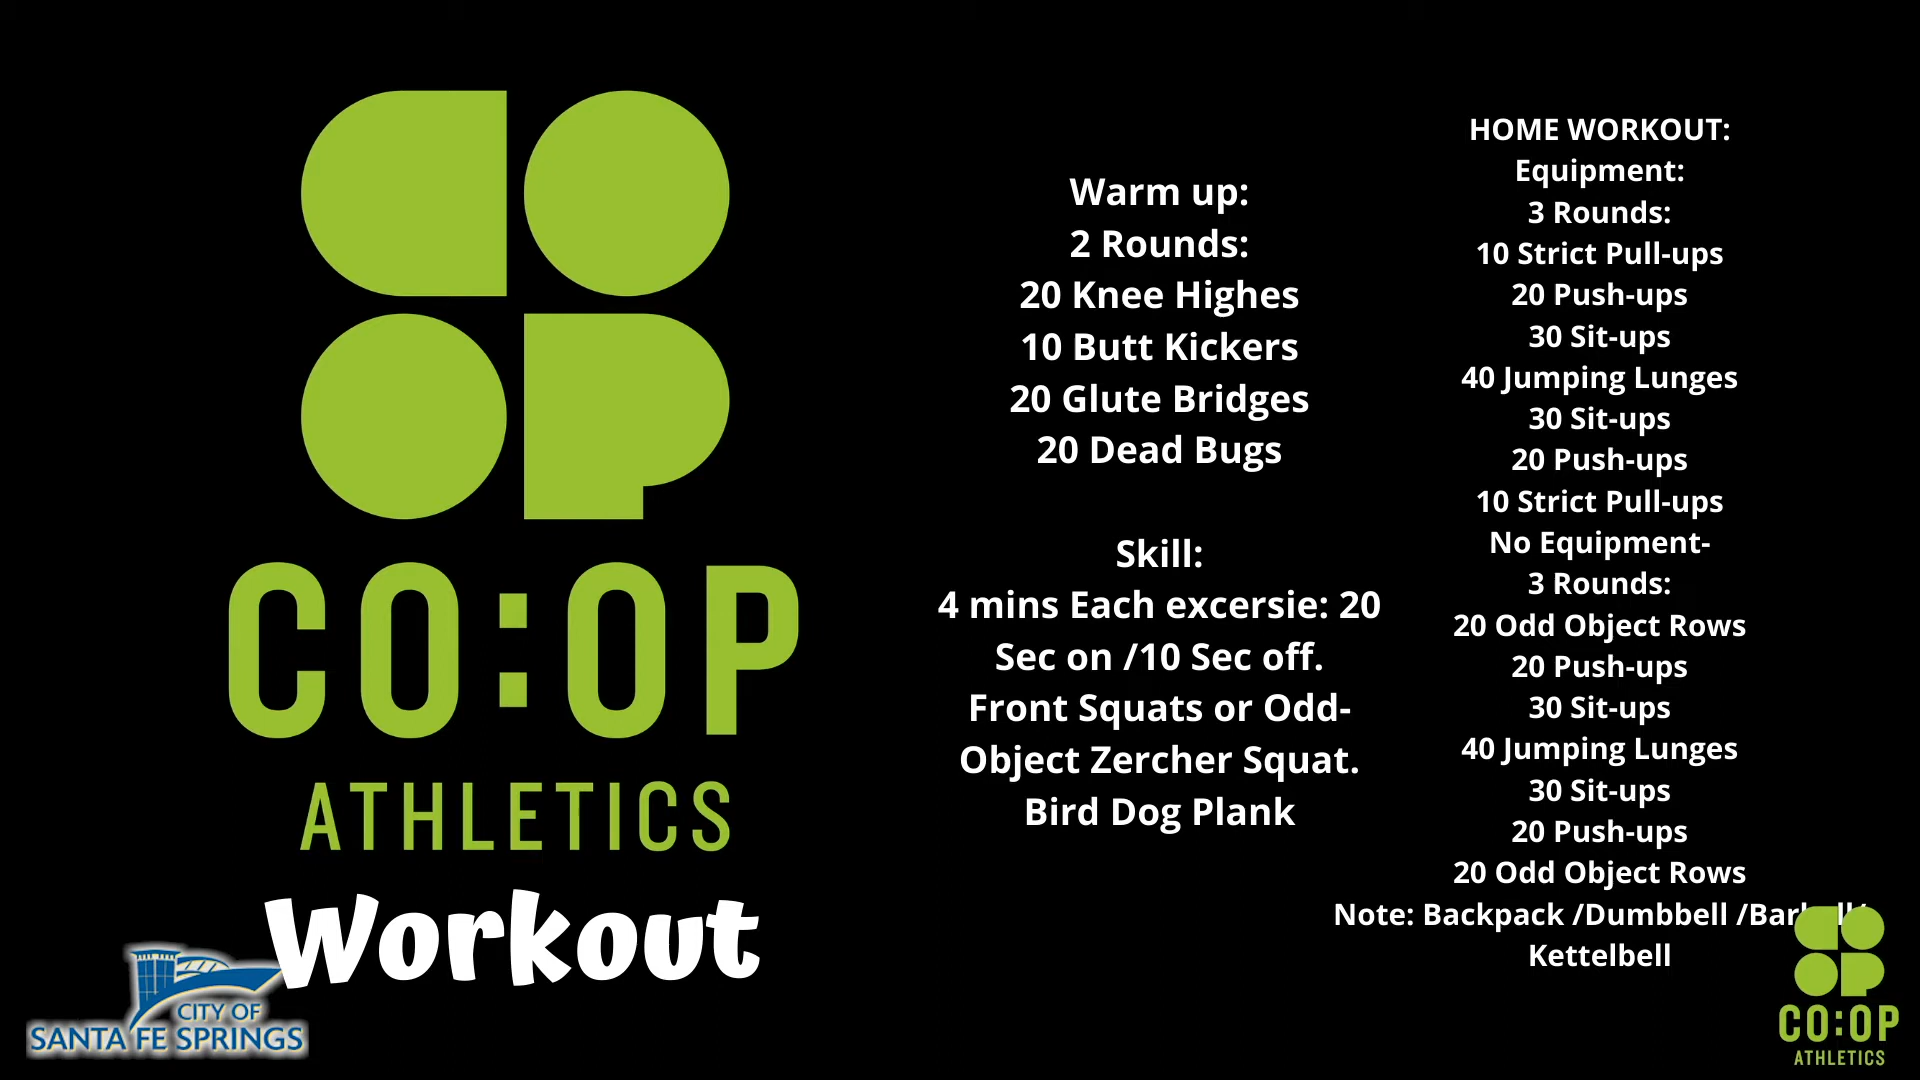 CO:OP
ATHLETICS
Workout
CITY OF
SANTA FE SPRINGS
Warm up:
2 Rounds:
20 Knee Highes
10 Butt Kickers
20 Glute Bridges
20 Dead Bugs
Skill:
4 mins Each excersie: 20
Sec on /10 Sec off.
Front Squats or Odd-
Object Zercher Squat.
Bird Dog Plank
HOME WORKOUT:
Equipment:
3 Rounds:
10 Strict Pull-ups
20 Push-ups
30 Sit-ups
40 Jumping Lunges
30 Sit-ups
20 Push-ups
10 Strict Pull-ups
No Equipment-
3 Rounds:
20 Odd Object Rows
20 Push-ups
30 Sit-ups
40 Jumping Lunges
30 Sit-ups
20 Push-ups
20 Odd Object Rows
Note: Backpack /Dumbbell
Kettelbell
CO:OP
ATHLETICS